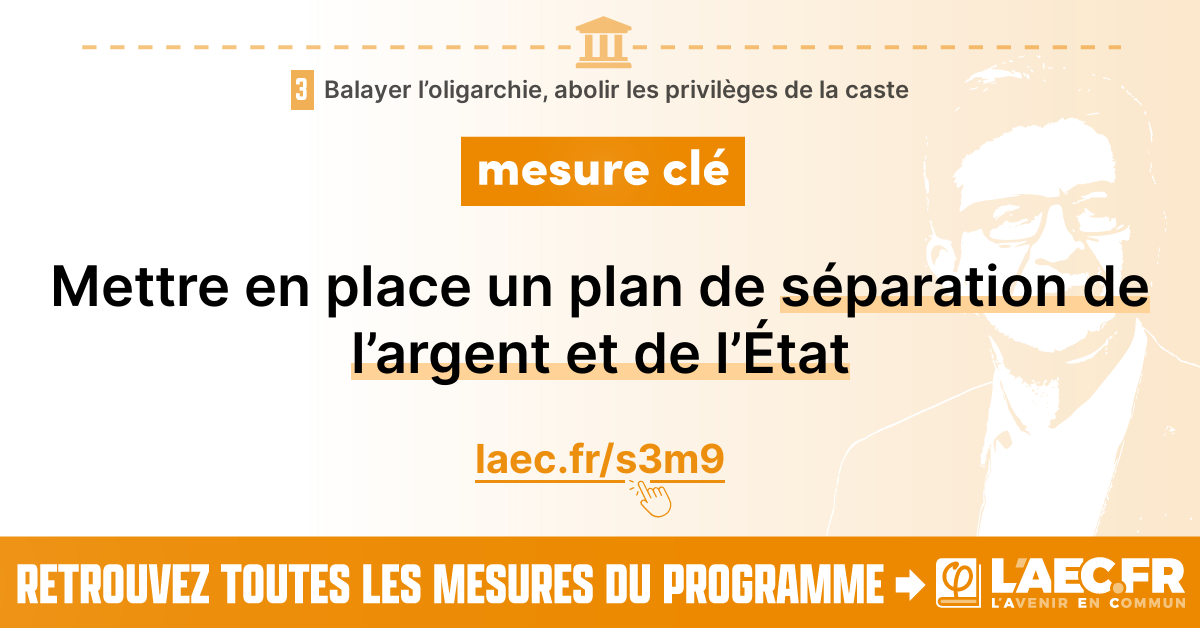 3 Balayer l’oligarchie, abolir les privilèges de la caste
mesure clé
Mettre en place un plan de séparation de
l’argent et de l’État
laec.fr/s3m9
RETROUVEZ TOUTES LES MESURES DU PROGRAMME
φ L'AEC.FR
L'AVENIR EN COMMUN